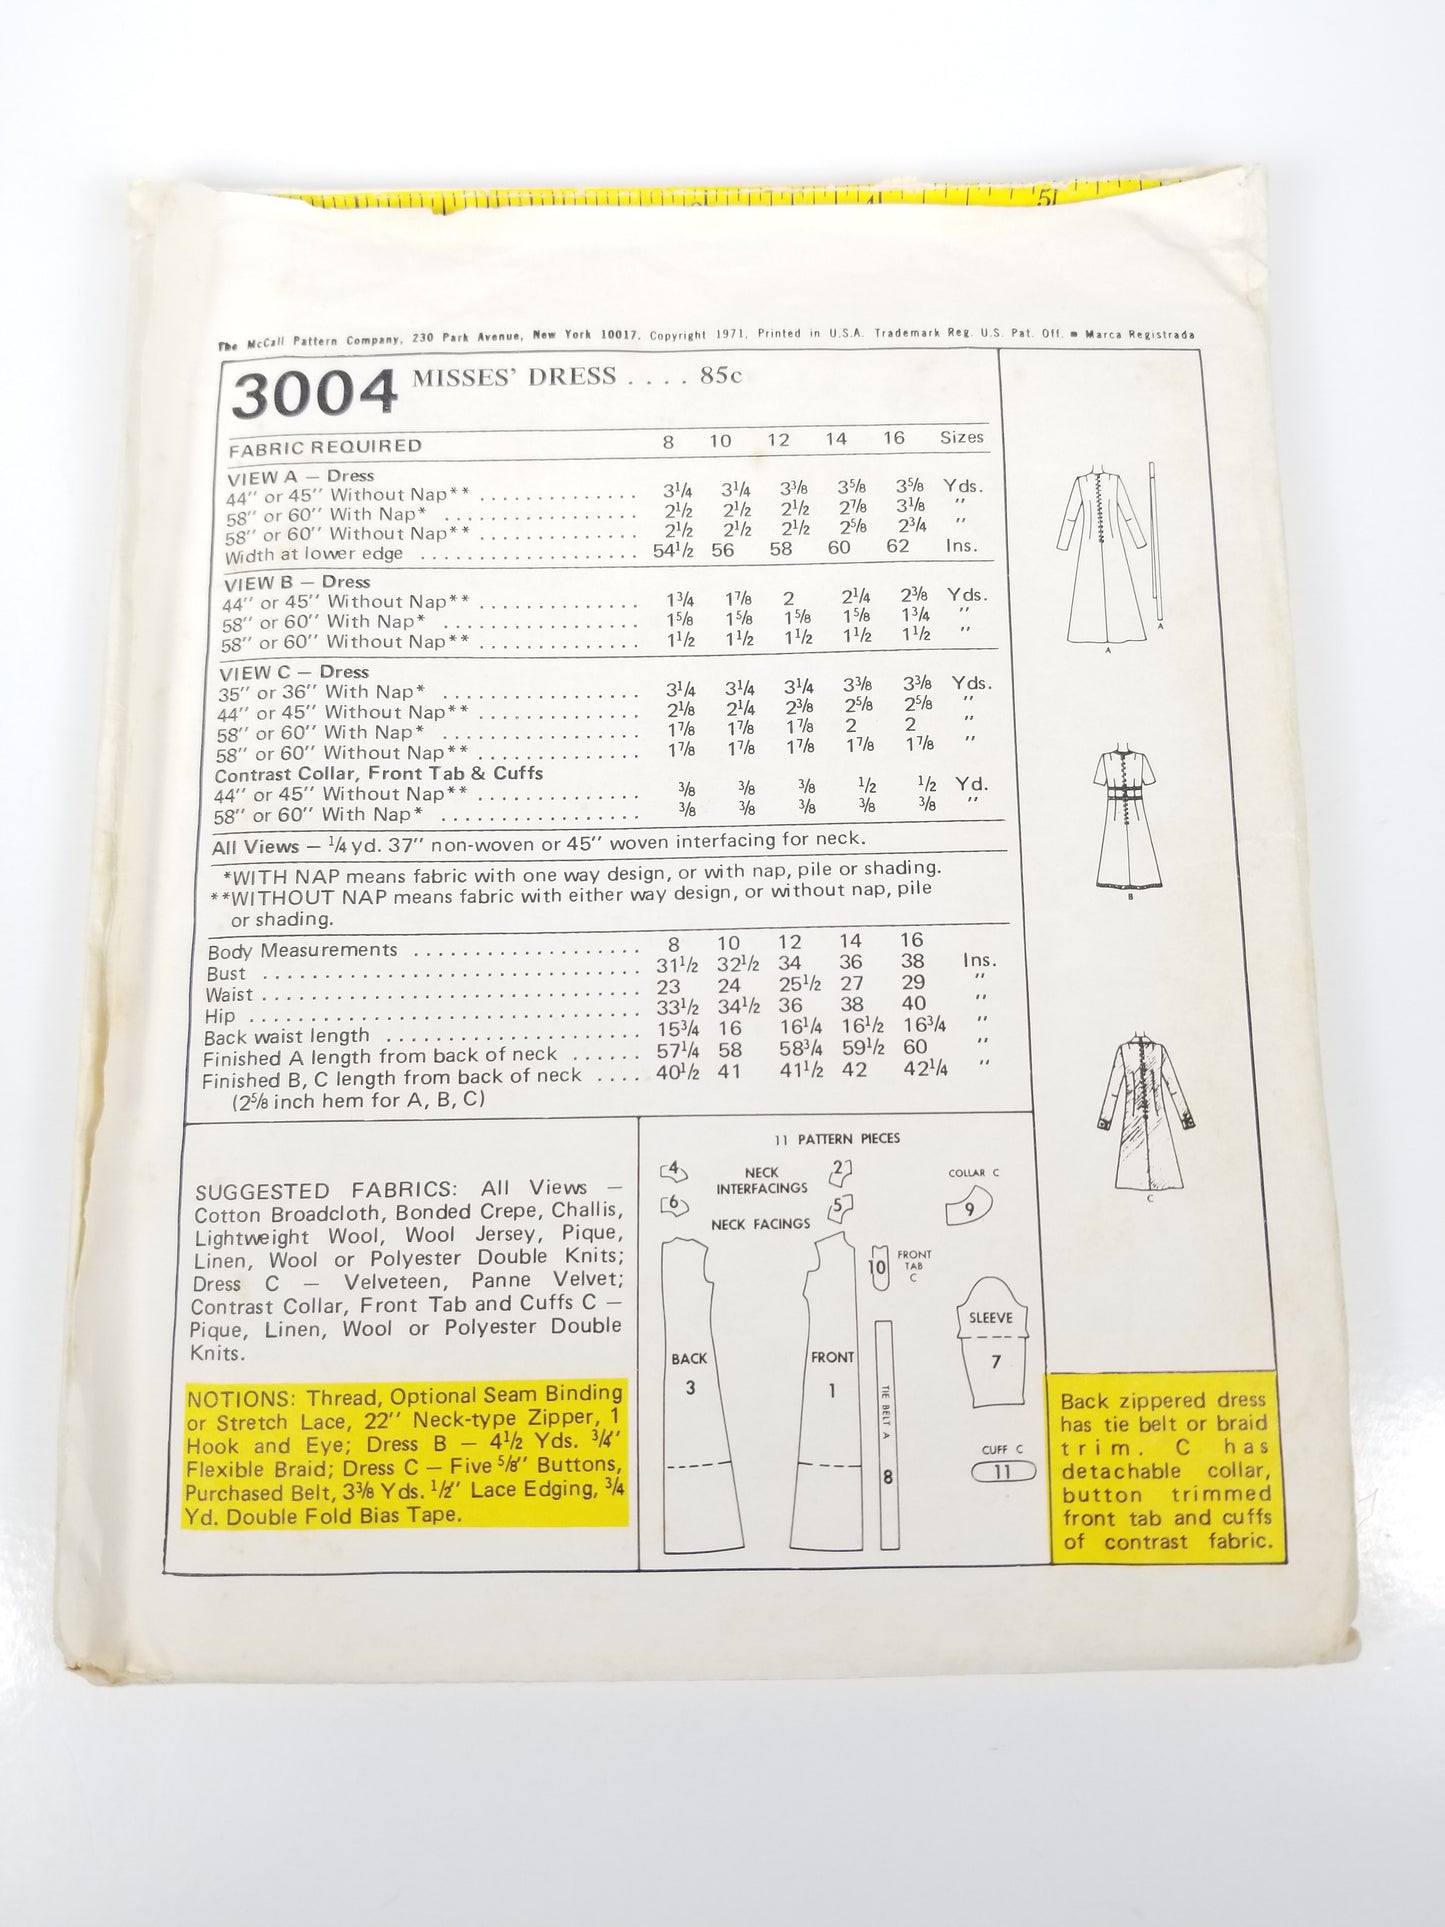 5
4
The McCall Pattern Company, 230 Park Avenue, New York 10017. Copyright 1971, Printed in U.S.A. Trademark Reg. U.S. Pat. Off. = Marca Registrada
3004 MISSES' DRESS .... 85c
FABRIC REQUIRED 8 10 12 14 16 Sizes
VIEW A — Dress
44" or 45" Without Nap** .............. 3¼ 3¼ 3⅜ 3⅝ 3⅝ Yds.
58" or 60" With Nap* ................. 2½ 2½ 2½ 2⅞ 3⅛ "
58" or 60" Without Nap** .............. 2½ 2½ 2½ 2⅝ 2¾ "
Width at lower edge ................... 54½ 56 58 60 62 Ins.
VIEW B — Dress
44" or 45" Without Nap** .............. 1¾ 1⅞ 2 2¼ 2⅜ Yds.
58" or 60" With Nap* ................. 1⅝ 1⅝ 1⅝ 1⅝ 1¾ "
58" or 60" Without Nap** .............. 1½ 1½ 1½ 1½ 1½ "
VIEW C — Dress
35" or 36" With Nap* ................. 3¼ 3¼ 3¼ 3⅜ 3⅜ Yds.
44" or 45" Without Nap** .............. 2⅛ 2¼ 2⅜ 2⅝ 2⅝ "
58" or 60" With Nap* ................. 1⅞ 1⅞ 1⅞ 2 2 "
58" or 60" Without Nap** .............. 1⅞ 1⅞ 1⅞ 1⅞ 1⅞ "
Contrast Collar, Front Tab & Cuffs
44" or 45" Without Nap** .............. ⅜ ⅜ ⅜ ½ ½ Yd.
58" or 60" With Nap* ................. ⅜ ⅜ ⅜ ⅜ ⅜ "
All Views — ¼ yd. 37" non-woven or 45" woven interfacing for neck.
*WITH NAP means fabric with one way design, or with nap, pile or shading.
**WITHOUT NAP means fabric with either way design, or without nap, pile
or shading.
Body Measurements .................... 8 10 12 14 16
Bust ................................. 31½ 32½ 34 36 38 Ins.
Waist ................................. 23 24 25½ 27 29 "
Hip .................................. 33½ 34½ 36 38 40 "
Back waist length ...................... 15¾ 16 16¼ 16½ 16¾ "
Finished A length from back of neck ...... 57¼ 58 58¾ 59½ 60 "
Finished B, C length from back of neck .... 40½ 41 41½ 42 42¼ "
(2⅝ inch hem for A, B, C)
A
A
B
C
SUGGESTED FABRICS: All Views —
Cotton Broadcloth, Bonded Crepe, Challis,
Lightweight Wool, Wool Jersey, Pique,
Linen, Wool or Polyester Double Knits;
Dress C — Velveteen, Panne Velvet;
Contrast Collar, Front Tab and Cuffs C —
Pique, Linen, Wool or Polyester Double
Knits.
NOTIONS: Thread, Optional Seam Binding
or Stretch Lace, 22" Neck-type Zipper, 1
Hook and Eye; Dress B — 4½ Yds. ¾"
Flexible Braid; Dress C — Five ⅝" Buttons,
Purchased Belt, 3⅜ Yds. ½" Lace Edging, ¾
Yd. Double Fold Bias Tape.
11 PATTERN PIECES
4 NECK 2 COLLAR C
INTERFACINGS
6 5 9
NECK FACINGS
10 FRONT
TAB
C
SLEEVE
7
BACK
3
FRONT
1
TIE BELT A
8
CUFF C
11
Back zippered dress
has tie belt or braid
trim. C has
detachable collar,
button trimmed
front tab and cuffs
of contrast fabric.